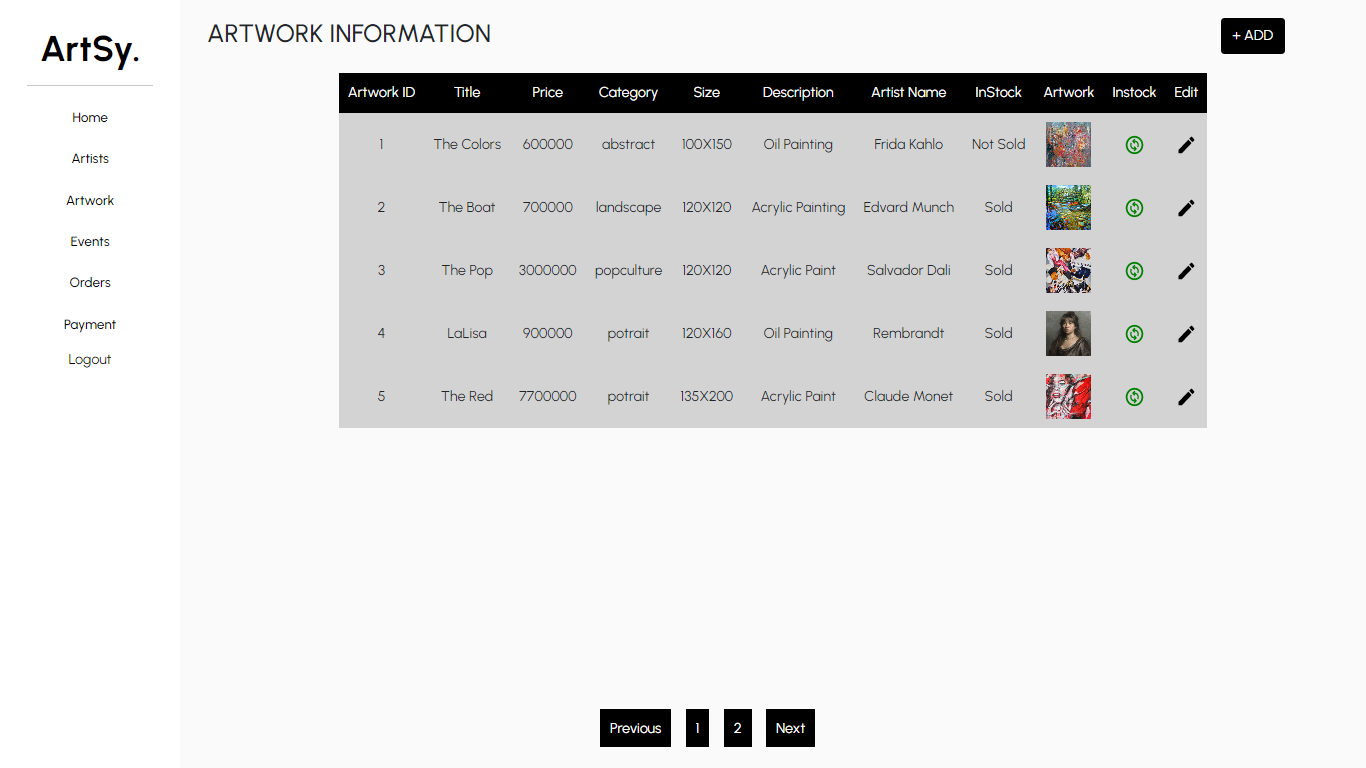 ArtSy.
Home
Artists
Artwork
Events
Orders
Payment
Logout
ARTWORK INFORMATION
+ ADD
Artwork ID Title Price Category Size Description Artist Name InStock Artwork Instock Edit
1 The Colors 600000 abstract 100X150 Oil Painting Frida Kahlo Not Sold
2 The Boat 700000 landscape 120X120 Acrylic Painting Edvard Munch Sold
3 The Pop 3000000 popculture 120X120 Acrylic Paint Salvador Dali Sold
4 LaLisa 900000 potrait 120X160 Oil Painting Rembrandt Sold
5 The Red 7700000 potrait 135X200 Acrylic Paint Claude Monet Sold
Previous 1 2 Next